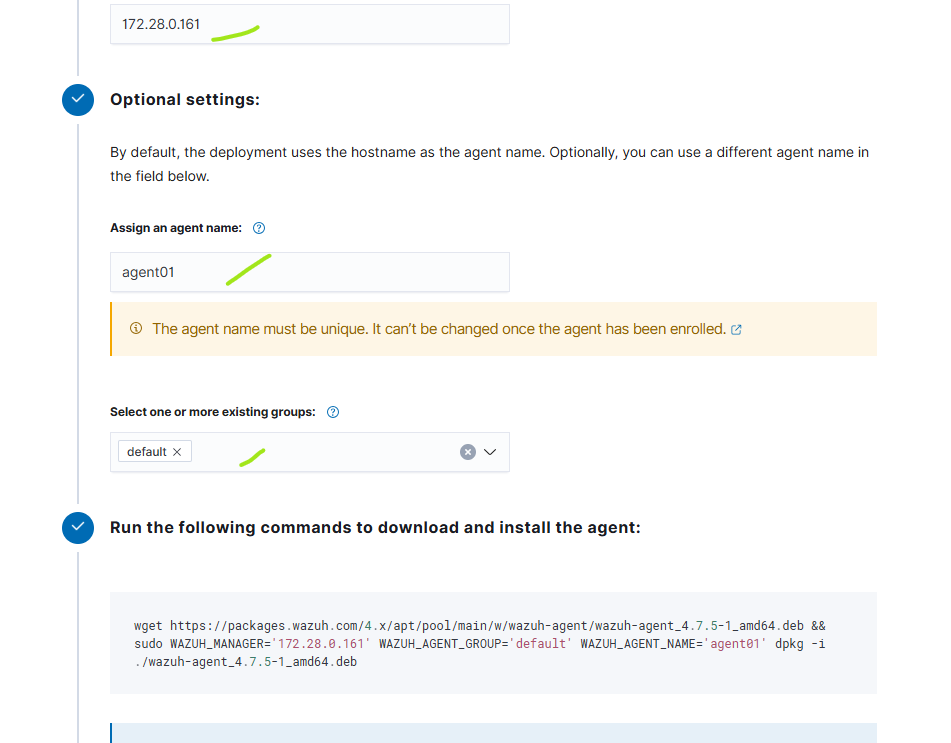 172.28.0.161
Optional settings:
By default, the deployment uses the hostname as the agent name. Optionally, you can use a different agent name in
the field below.
Assign an agent name:
agent01
The agent name must be unique. It can’t be changed once the agent has been enrolled.
Select one or more existing groups:
default
Run the following commands to download and install the agent:
wget https://packages.wazuh.com/4.x/apt/pool/main/w/wazuh-agent/wazuh-agent_4.7.5-1_amd64.deb &&
sudo WAZUH_MANAGER='172.28.0.161' WAZUH_AGENT_GROUP='default' WAZUH_AGENT_NAME='agent01' dpkg -i
./wazuh-agent_4.7.5-1_amd64.deb